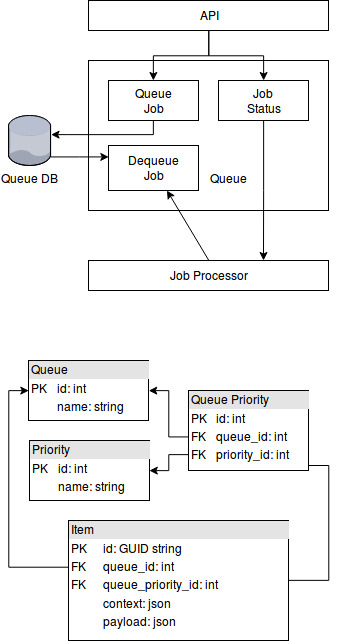 API
Queue
Job
Job
Status
Queue DB
Dequeue
Job
Queue
Job Processor
Queue
PK id: int
name: string
Queue Priority
PK id: int
FK queue_id: int
FK priority_id: int
Priority
PK id: int
name: string
Item
PK id: GUID string
FK queue_id: int
FK queue_priority_id: int
context: json
payload: json